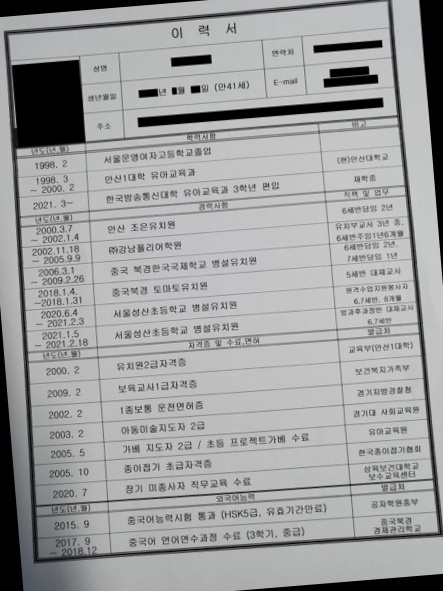 이 력 서
성명
연락처
생년월일 년 월 일 (만41세) E-mail
주소
학력사항
년도(년,월) 비고
1998. 2 서울문영여자고등학교졸업
1998. 3 ~ 2000. 2 안산1대학 유아교육과 (현)안산대학교
2021. 3~ 한국방송통신대학 유아교육과 3학년 편입 재학중
경력사항
년도(년,월) 직책 및 업무
2000.3.7 ~ 2002.1.4 안산 조은유치원 6세반담임 2년
2002.11.18 ~ 2005.9.9 ㈜강남폴리어학원 유치부교사 3년 중, 6세반주임1년6개월
2006.3.1 ~ 2009.2.26 중국 북경한국국제학교 병설유치원 6세반담임 2년, 7세반담임 1년
2018.1.4. ~2018.1.31 중국북경 토마토유치원 5세반 대체교사
2020.6.4 ~ 2021.2.3 서울성산초등학교 병설유치원 원격수업지원봉사자 6,7세반, 8개월
2021.1.5 ~ 2021.2.18 서울성산초등학교 병설유치원 방과후과정반 대체교사 6,7세반
자격증 및 수료,면허
년도(년,월) 발급처
2000. 2 유치원2급자격증 교육부(안산1대학)
2009. 2 보육교사1급자격증 보건복지가족부
2002. 2 1종보통 운전면허증 경기지방경찰청
2003. 2 아동미술지도자 2급 경기대 사회교육원
2005. 5 가베 지도자 2급 / 초등 프로젝트가베 수료 유아교육원
2005. 10 종이접기 초급자격증 한국종이접기협회
2020. 7 장기 미종사자 직무교육 수료 삼육보건대학교 보수교육센터
외국어능력
년도(년,월) 발급처
2015. 9 중국어능력시험 통과 (HSK5급, 유효기간만료) 공자학원총부
2017. 9 ~ 2018.12 중국어 언어연수과정 수료 (3학기, 중급) 중국북경 경제관리학교